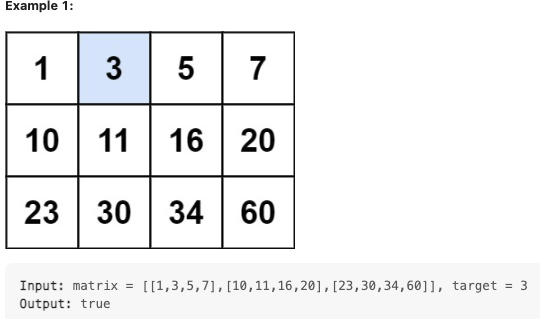 Example 1:
1 3 5 7
10 11 16 20
23 30 34 60
Input: matrix = [[1,3,5,7],[10,11,16,20],[23,30,34,60]], target = 3
Output: true